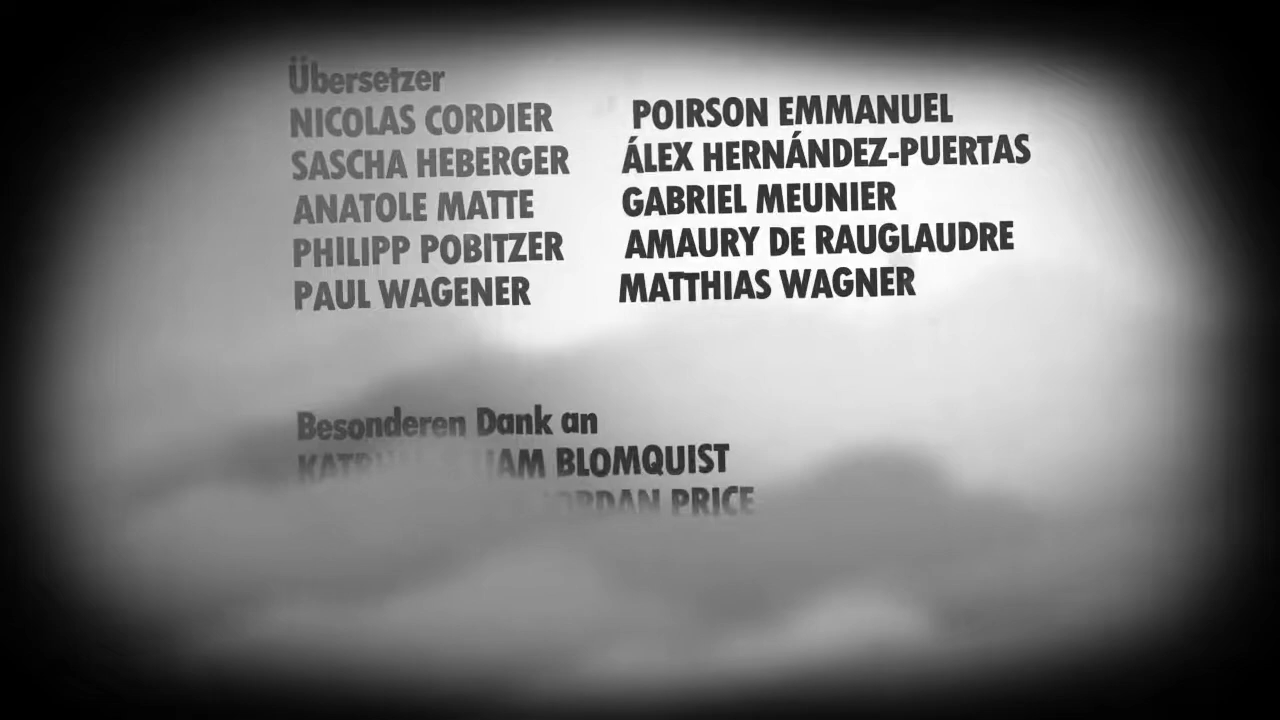 Übersetzer
NICOLAS CORDIER POIRSON EMMANUEL
SASCHA HEBERGER ÁLEX HERNÁNDEZ-PUERTAS
ANATOLE MATTE GABRIEL MEUNIER
PHILIPP POBITZER AMAURY DE RAUGLAUDRE
PAUL WAGENER MATTHIAS WAGNER
Besonderen Dank an
BLOMQUIST
PRICE